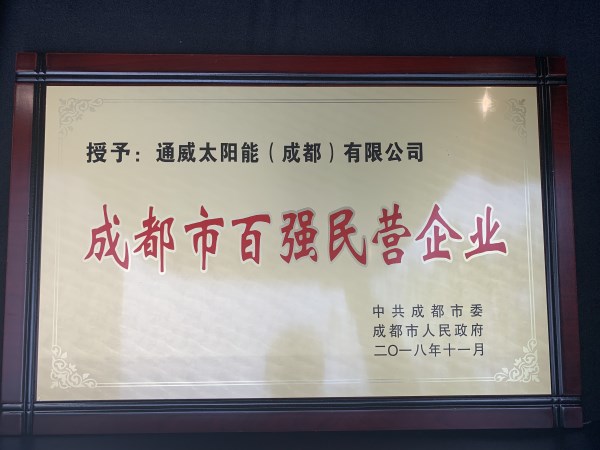 授予：通威太阳能（成都）有限公司
成都市百强民营企业
中共成都市委
成都市人民政府
二〇一八年十一月